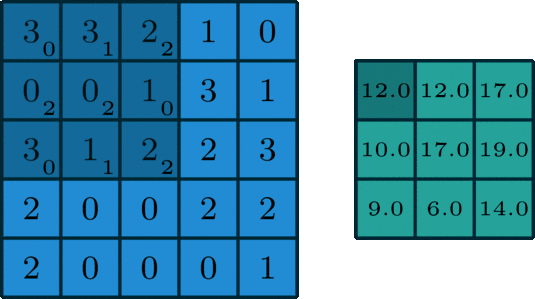 3₀ 3₁ 2₂ 1 0
0₂ 0₂ 1₀ 3 1
3₀ 1₁ 2₂ 2 3
2 0 0 2 2
2 0 0 0 1
12.0 12.0 17.0
10.0 17.0 19.0
9.0 6.0 14.0